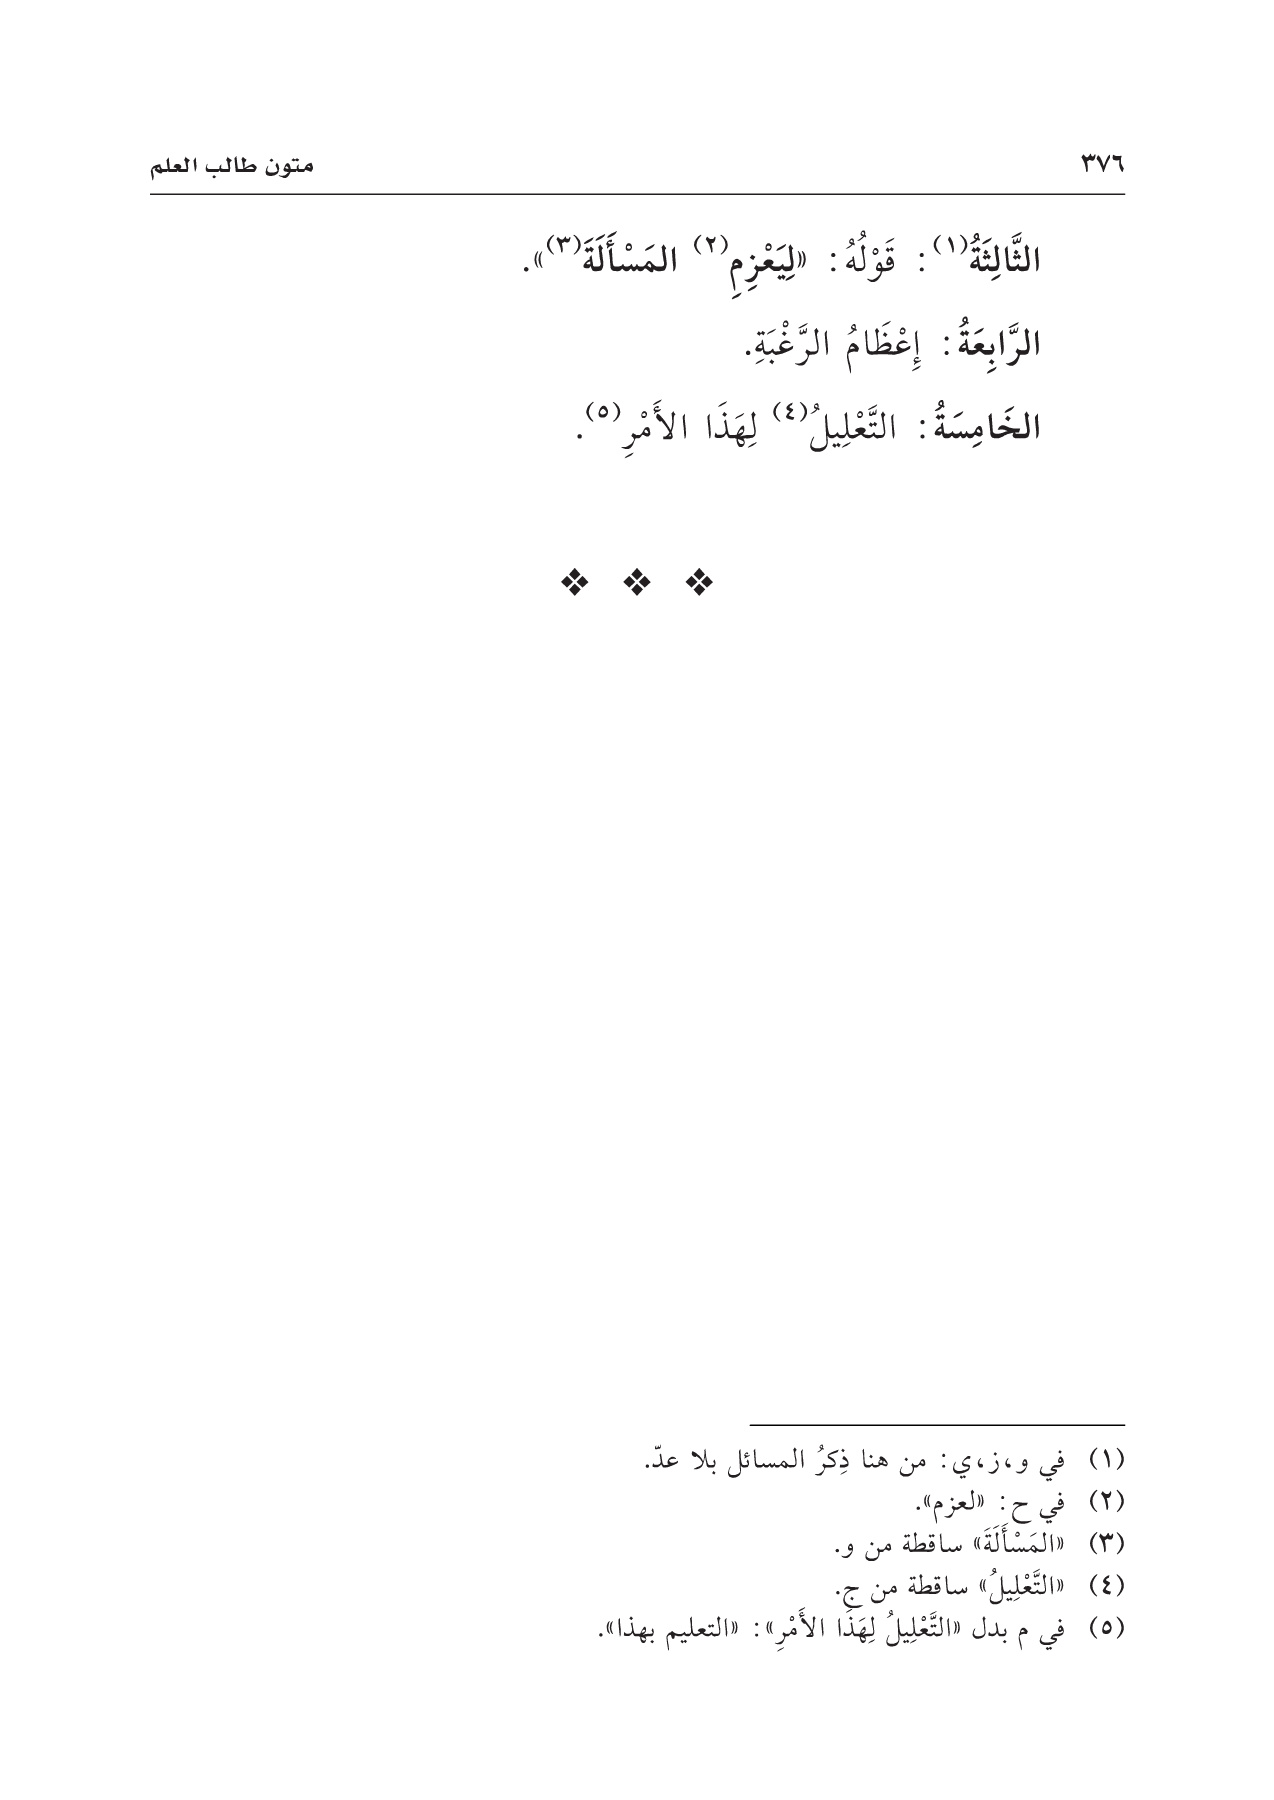 ٣٧٦ متون طالب العلم
الثَّالِثَةُ(١): قَوْلُهُ: «لِيَعْزِمِ(٢) المَسْأَلَةَ(٣)».
الرَّابِعَةُ: إِعْظَامُ الرَّغْبَةِ.
الخَامِسَةُ: التَّعْلِيلُ(٤) لِهَذَا الأَمْرِ(٥).
(١) في و،ز،ي: من هنا ذِكرُ المسائل بلا عدّ.
(٢) في ح: «لعزم».
(٣) «المَسْأَلَةَ» ساقطة من و.
(٤) «التَّعْلِيلُ» ساقطة من ج.
(٥) في م بدل «التَّعْلِيلُ لِهَذَا الأَمْرِ»: «التعليم بهذا».